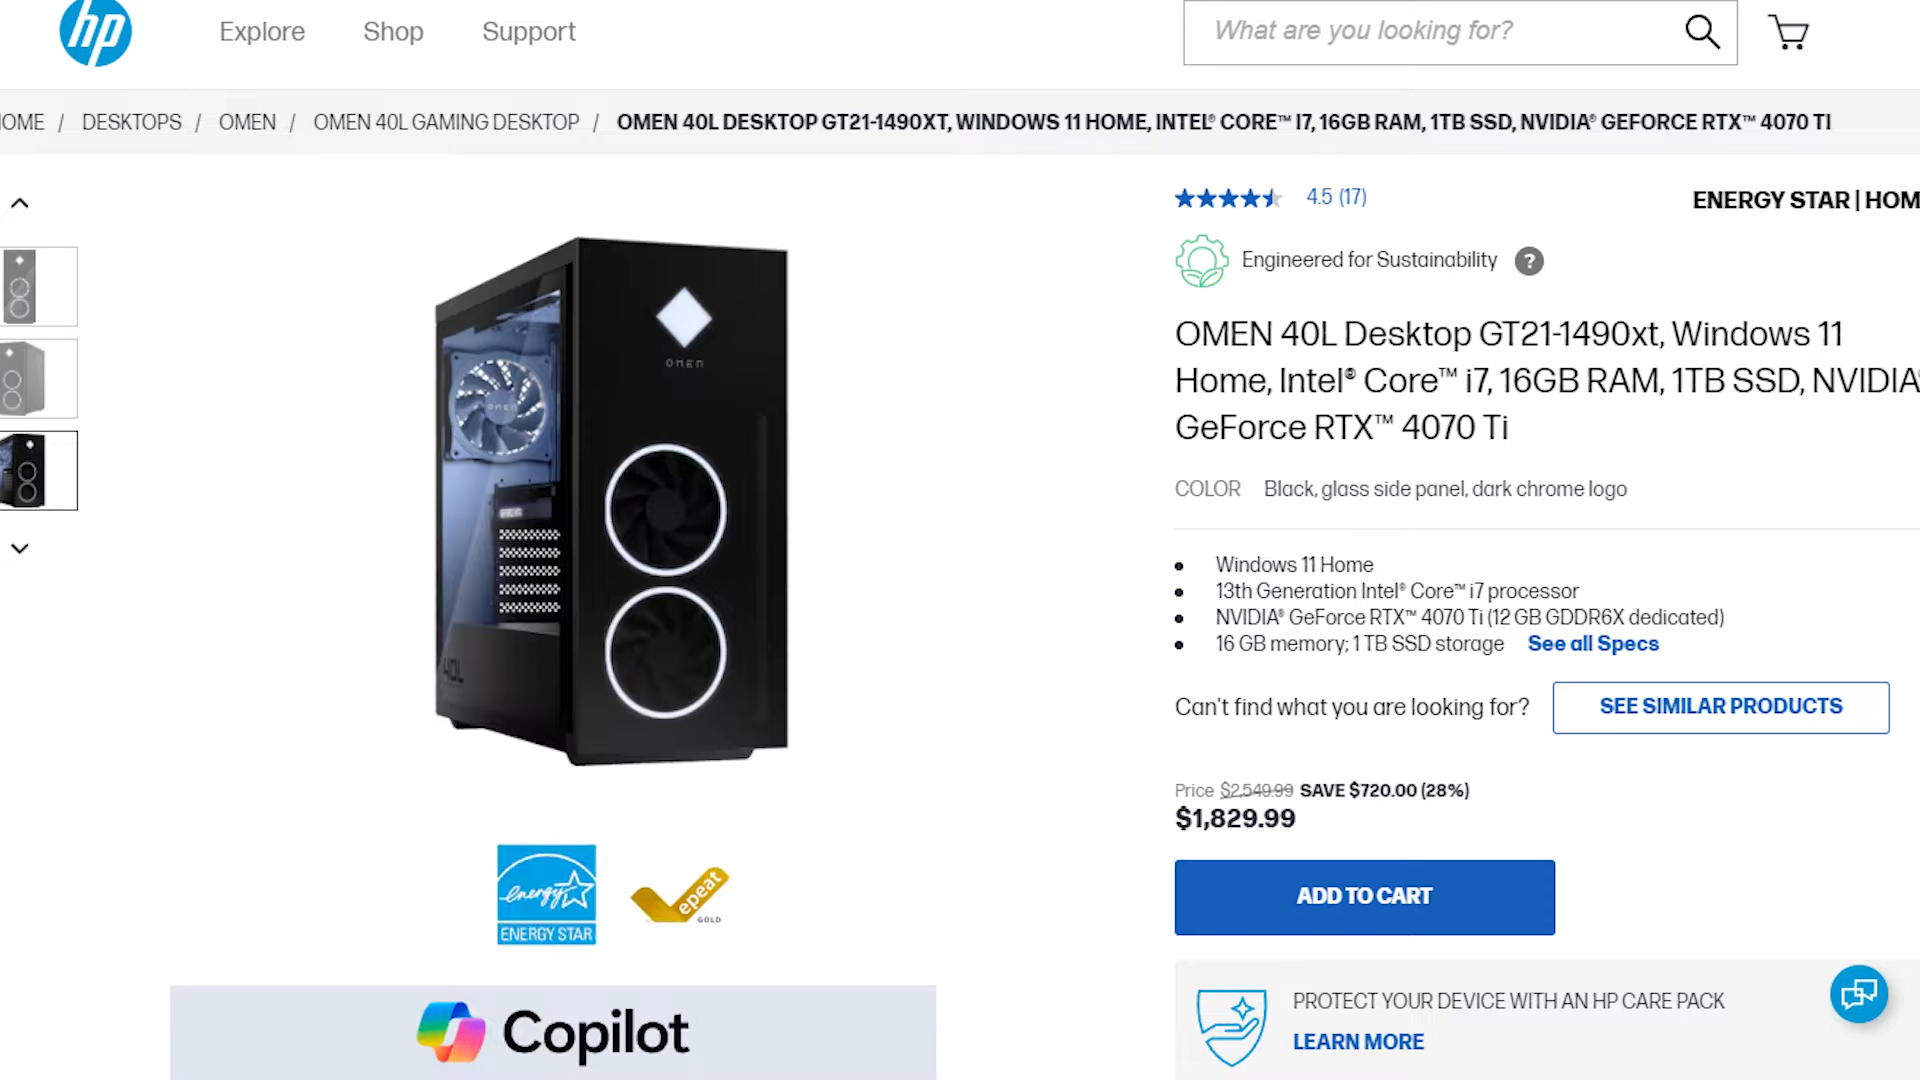 hp
Explore
Shop
Support
What are you looking for?
OME / DESKTOPS / OMEN / OMEN 40L GAMING DESKTOP / OMEN 40L DESKTOP GT21-1490XT, WINDOWS 11 HOME, INTEL® CORE™ I7, 16GB RAM, 1TB SSD, NVIDIA® GEFORCE RTX™ 4070 TI
4.5 (17)
ENERGY STAR | HOM
Engineered for Sustainability ?
OMEN 40L Desktop GT21-1490xt, Windows 11
Home, Intel® Core™ i7, 16GB RAM, 1TB SSD, NVIDIA®
GeForce RTX™ 4070 Ti
COLOR Black, glass side panel, dark chrome logo
Windows 11 Home
13th Generation Intel® Core™ i7 processor
NVIDIA® GeForce RTX™ 4070 Ti (12 GB GDDR6X dedicated)
16 GB memory; 1 TB SSD storage See all Specs
Can't find what you are looking for? SEE SIMILAR PRODUCTS
Price $2,549.99 SAVE $720.00 (28%)
$1,829.99
ADD TO CART
PROTECT YOUR DEVICE WITH AN HP CARE PACK
LEARN MORE
OMEN
OMEN
40L
energy
ENERGY STAR
epeat
GOLD
Copilot